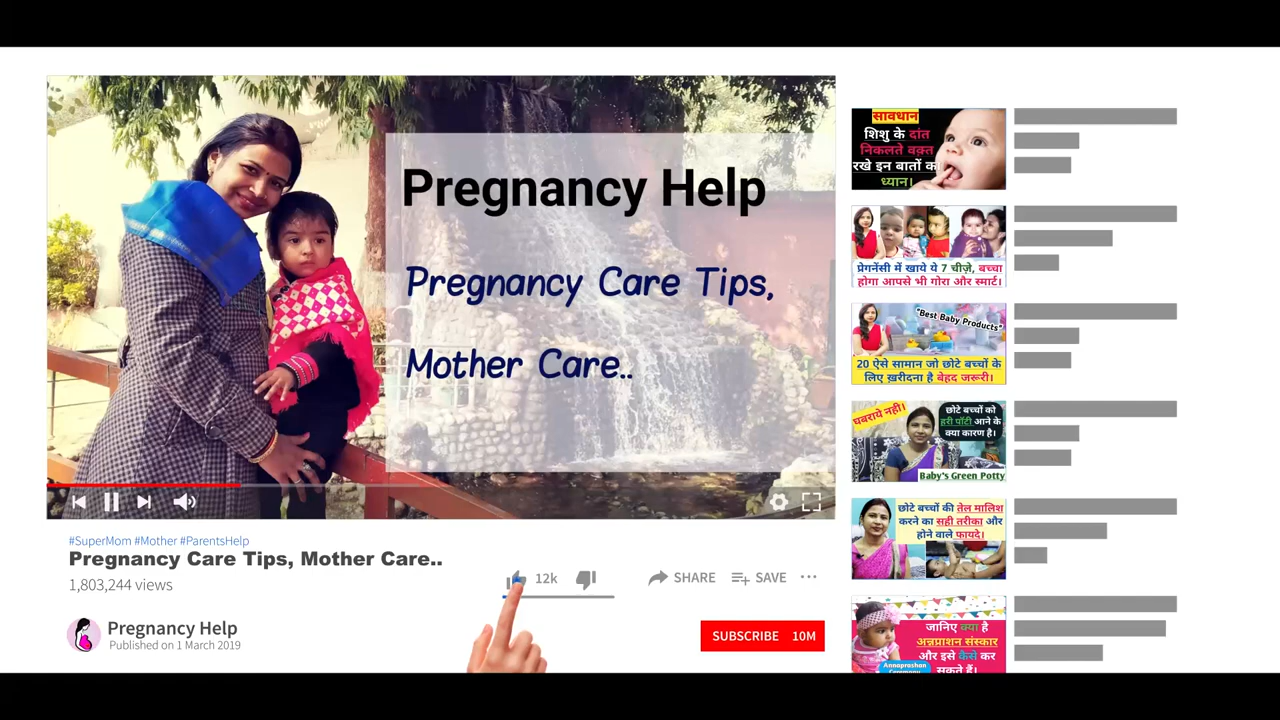 Pregnancy Help
Pregnancy Care Tips,
Mother Care..
#SuperMom #Mother #ParentsHelp
Pregnancy Care Tips, Mother Care..
1,803,244 views
12k
SHARE
SAVE
Pregnancy Help
Published on 1 March 2019
SUBSCRIBE 10M
सावधान
शिशु के दांत
निकलते वक़्त
रखे इन बातों का
ध्यान।
प्रेगनेंसी में खाये ये 7 चीज़े, बच्चा
होगा आपसे भी गोरा और स्मार्ट।
"Best Baby Products"
20 ऐसे सामान जो छोटे बच्चों के
लिए ख़रीदना है बेहद जरूरी।
घबराये नही।
छोटे बच्चों को
हरी पॉटी आने के
क्या कारण है।
Baby's Green Potty
छोटे बच्चों की तेल मालिश
करने का सही तरीका और
होने वाले फायदे।
जानिए क्या है
अन्नप्राशन संस्कार
और इसे कैसे कर
सकते हैं।
Annaprashan
Ceremony